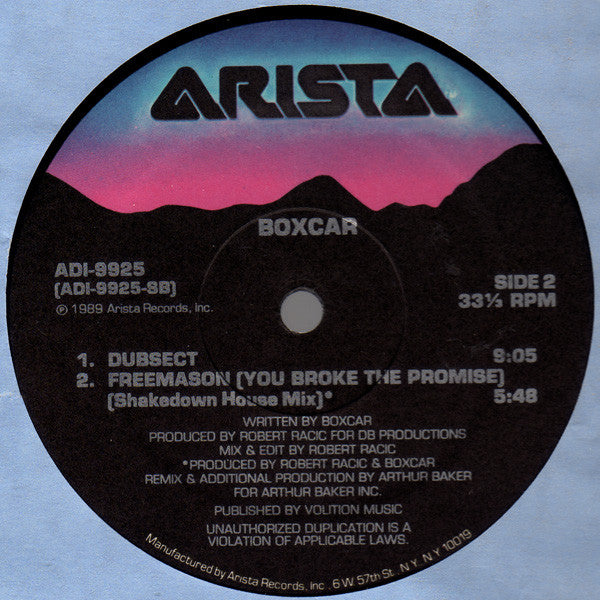 ARISTA
BOXCAR
ADI-9925
(ADI-9925-SB)
℗ 1989 Arista Records, Inc.
SIDE 2
33⅓ RPM
1. DUBSECT 9:05
2. FREEMASON (YOU BROKE THE PROMISE)
(Shakedown House Mix)* 5:48
WRITTEN BY BOXCAR
PRODUCED BY ROBERT RACIC FOR DB PRODUCTIONS
MIX & EDIT BY ROBERT RACIC
*PRODUCED BY ROBERT RACIC & BOXCAR
REMIX & ADDITIONAL PRODUCTION BY ARTHUR BAKER
FOR ARTHUR BAKER INC.
PUBLISHED BY VOLITION MUSIC
UNAUTHORIZED DUPLICATION IS A
VIOLATION OF APPLICABLE LAWS.
Manufactured by Arista Records, Inc. 6 W. 57th St. N.Y. N.Y. 10019